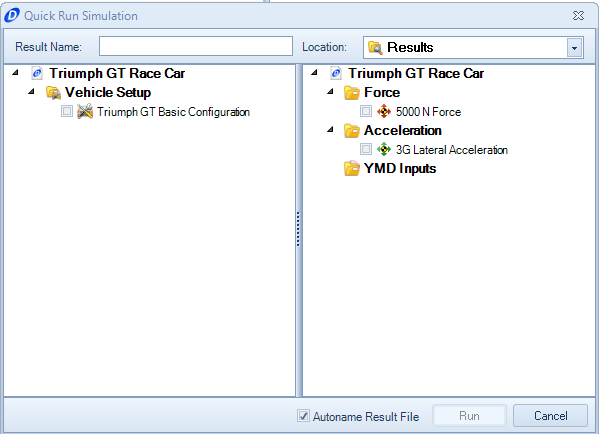 Quick Run Simulation
Result Name:
Location:
Results
Triumph GT Race Car
Vehicle Setup
Triumph GT Basic Configuration
Triumph GT Race Car
Force
5000 N Force
Acceleration
3G Lateral Acceleration
YMD Inputs
Autoname Result File
Run
Cancel